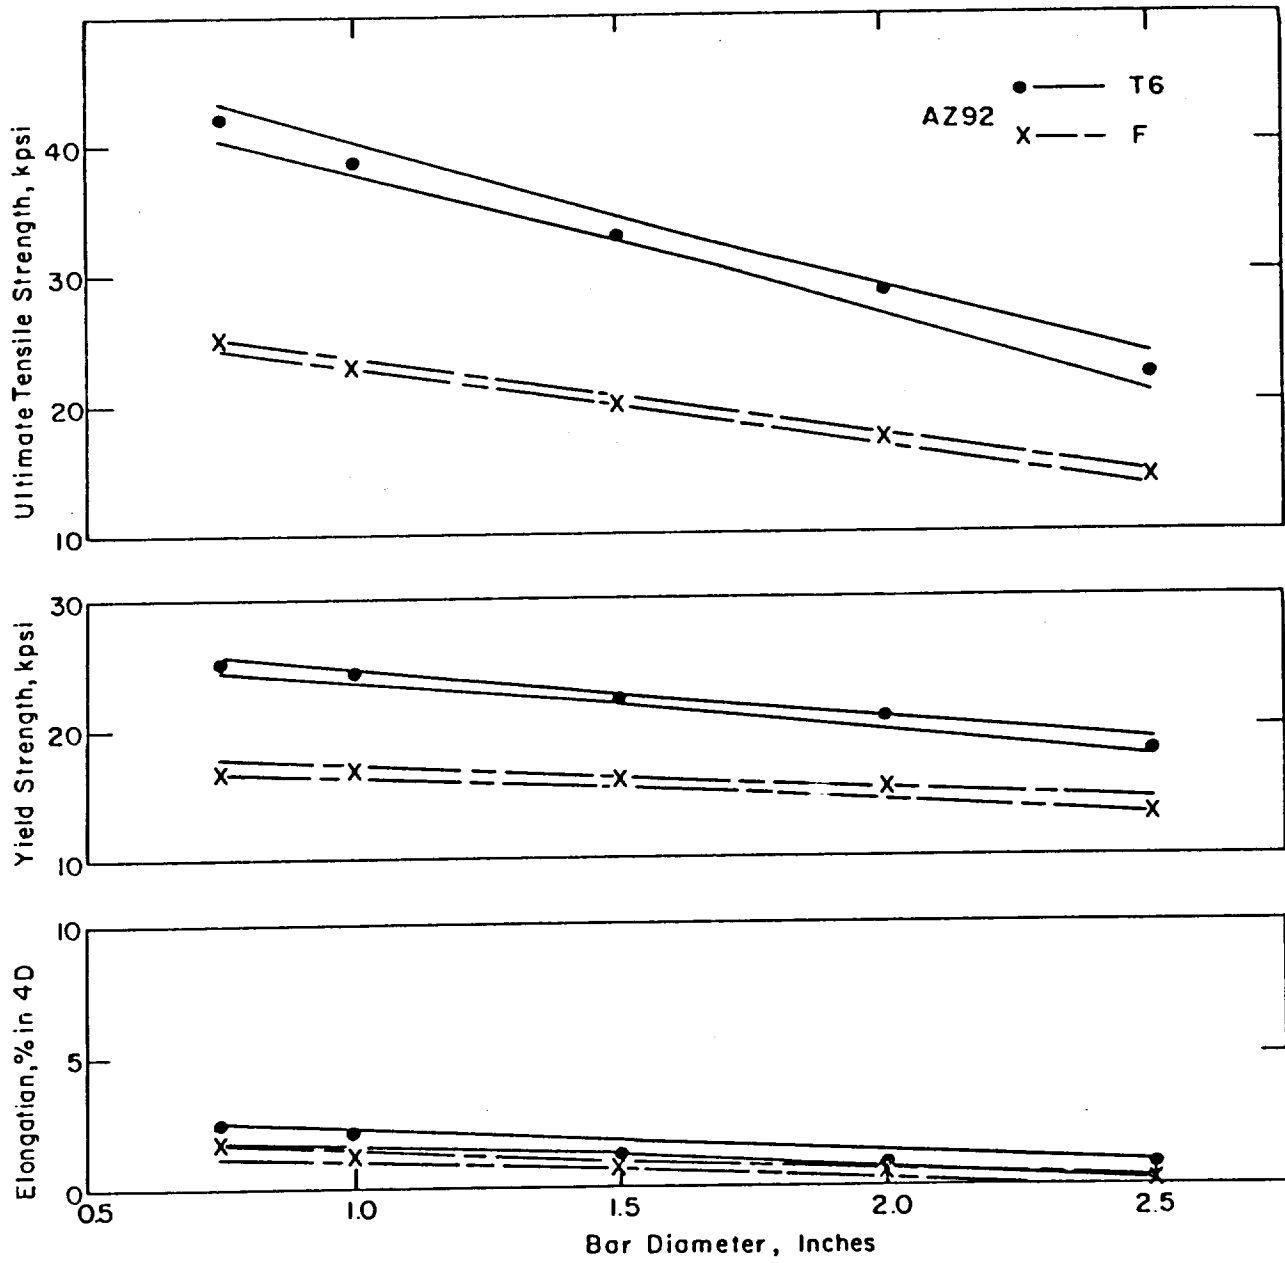 Ultimate Tensile Strength, kpsi
40
30
20
10
AZ92
T6
X
F
Yield Strength, kpsi
30
20
10
Elongatian, % in 4D
10
5
0
0.5
1.0
1.5
2.0
2.5
Bar Diameter, Inches